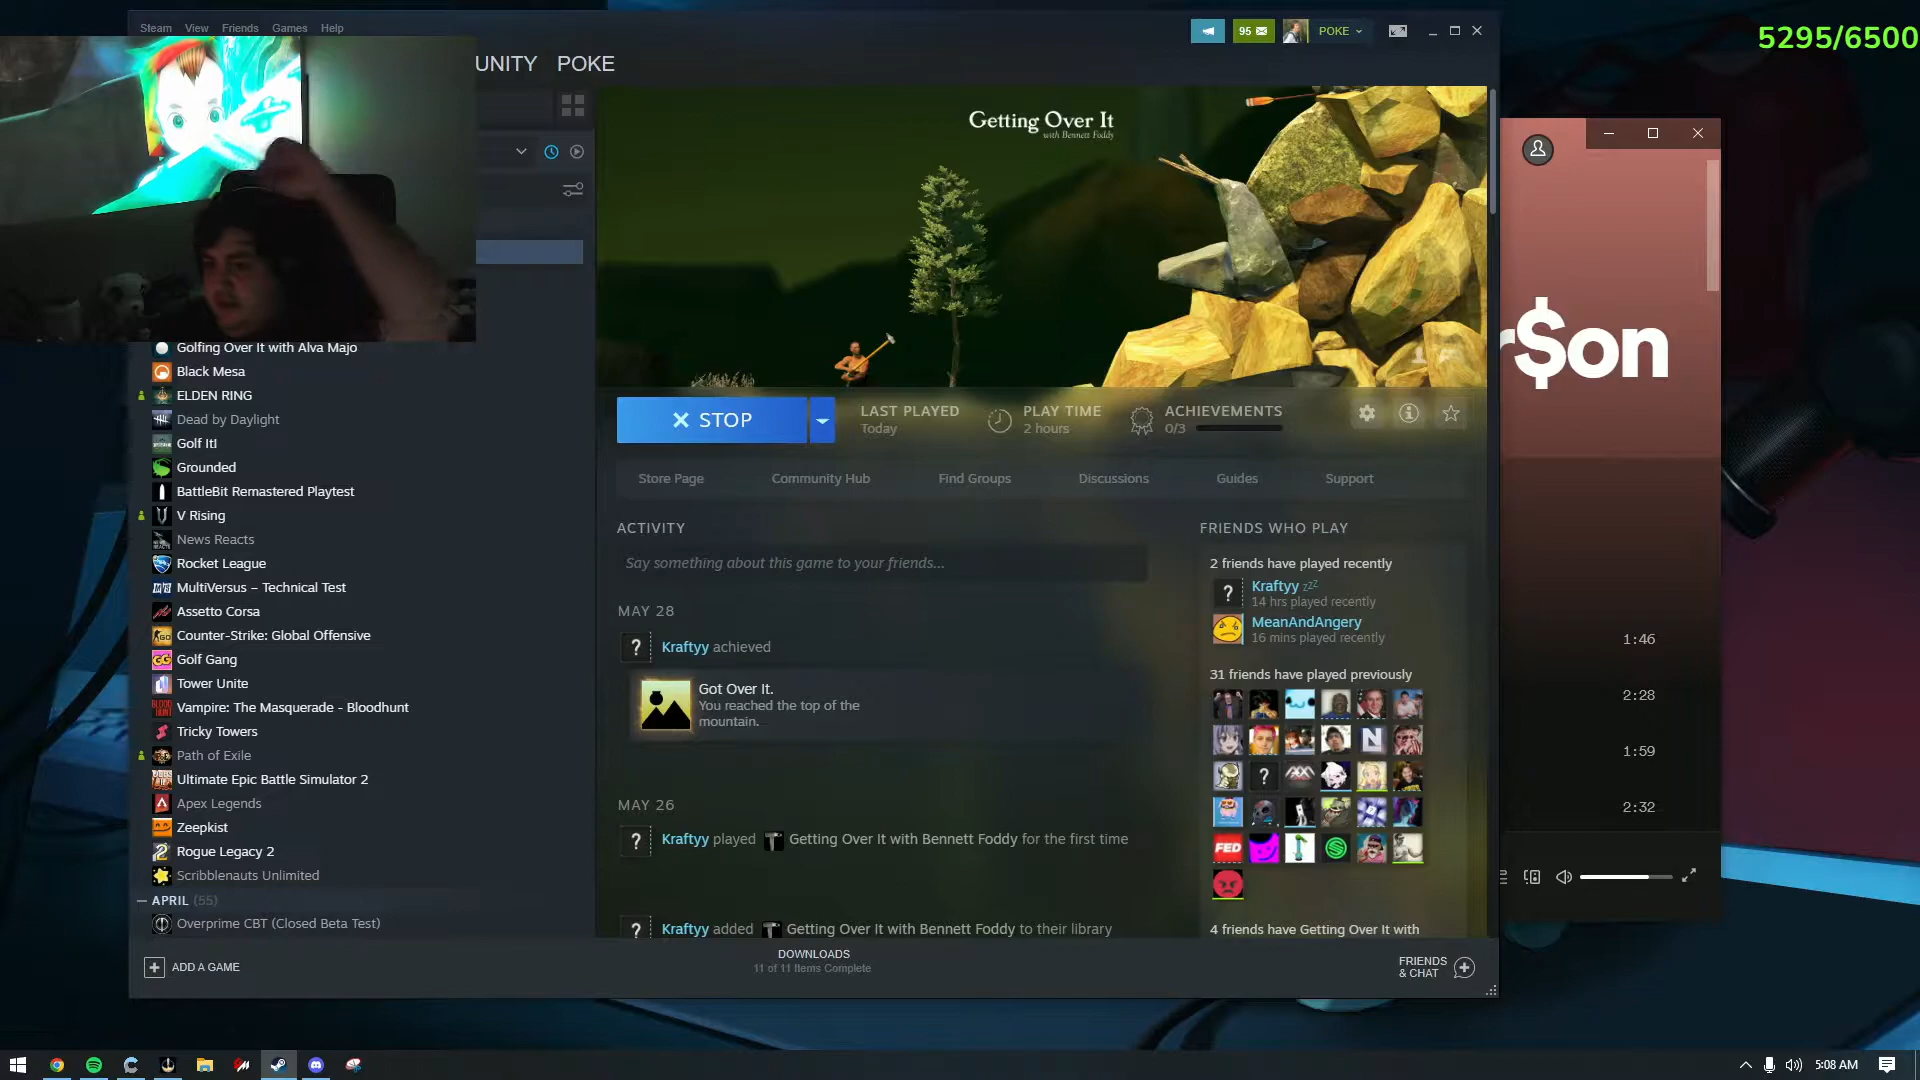 Steam View Friends Games Help
95 POKE
5295/6500
UNITY POKE
Getting Over It
with Bennett Foddy
r$on
Golfing Over It with Alva Majo
Black Mesa
ELDEN RING
Dead by Daylight
Golf It!
Grounded
BattleBit Remastered Playtest
V Rising
News Reacts
Rocket League
MultiVersus – Technical Test
Assetto Corsa
Counter-Strike: Global Offensive
Golf Gang
Tower Unite
Vampire: The Masquerade - Bloodhunt
Tricky Towers
Path of Exile
Ultimate Epic Battle Simulator 2
Apex Legends
Zeepkist
Rogue Legacy 2
Scribblenauts Unlimited
APRIL (55)
Overprime CBT (Closed Beta Test)
STOP
LAST PLAYED
Today
PLAY TIME
2 hours
ACHIEVEMENTS
0/3
Store Page Community Hub Find Groups Discussions Guides Support
ACTIVITY
Say something about this game to your friends...
MAY 28
Kraftyy achieved
Got Over It.
You reached the top of the
mountain.
MAY 26
Kraftyy played Getting Over It with Bennett Foddy for the first time
Kraftyy added Getting Over It with Bennett Foddy to their library
FRIENDS WHO PLAY
2 friends have played recently
Kraftyy zzZ
14 hrs played recently
MeanAndAngery
16 mins played recently
31 friends have played previously
FED
4 friends have Getting Over It with
1:46
2:28
1:59
2:32
ADD A GAME
DOWNLOADS
11 of 11 Items Complete
FRIENDS
& CHAT
5:08 AM